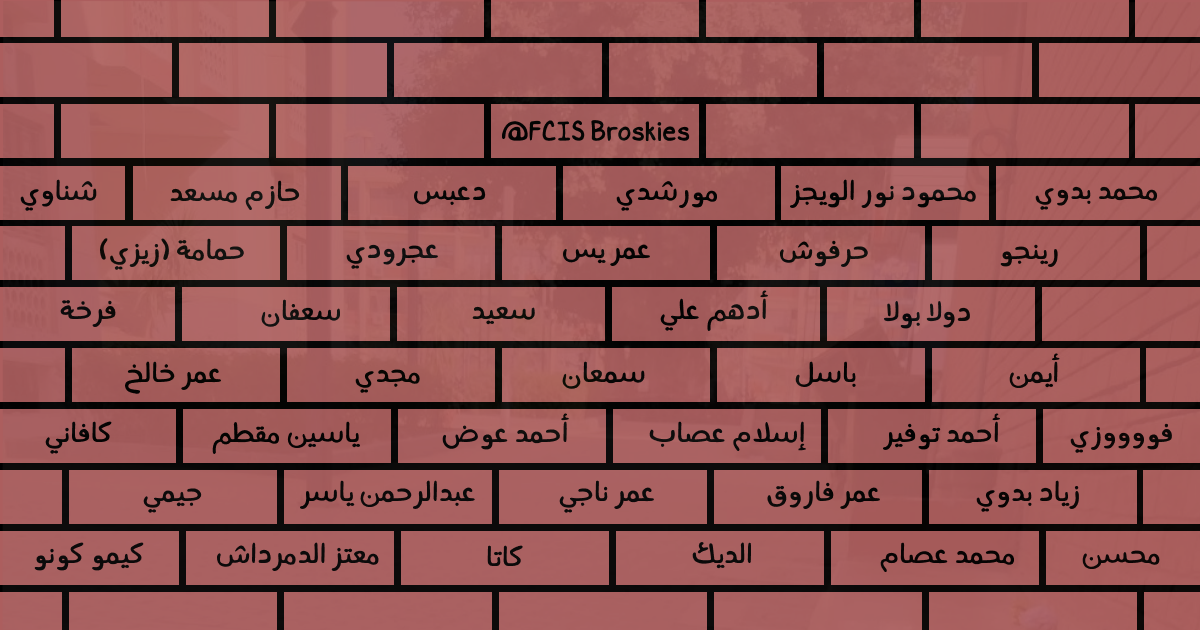 @FCIS Broskies
محمد بدوي محمود نور الويجز مورشدي دعبس حازم مسعد شناوي
رينجو حرفوش عمر يس عجرودي حمامة (زيزي)
دولا بولا أدهم علي سعيد سعفان فرخة
أيمن باسل سمعان مجدي عمر خالخ
فووووزي أحمد توفير إسلام عصاب أحمد عوض ياسين مقطم كافاني
زياد بدوي عمر فاروق عمر ناجي عبدالرحمن ياسر جيمي
محسن محمد عصام الديك كاتا معتز الدمرداش كيمو كونو